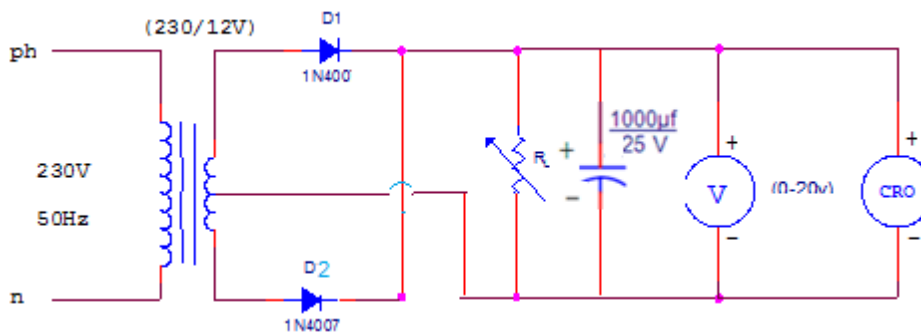 (230/12V)
D1
ph
1N400
1000µf
25 V
+
-
R
L
230V
50Hz
+
V
-
(0-20v)
+
CRO
-
D2
n
1N4007